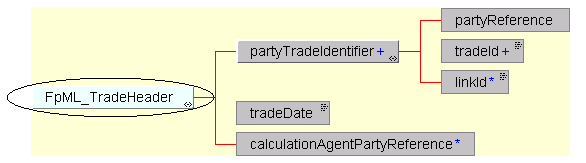 partyReference
partyTradeIdentifier +
tradeId +
linkId *
FpML_TradeHeader
tradeDate
calculationAgentPartyReference *